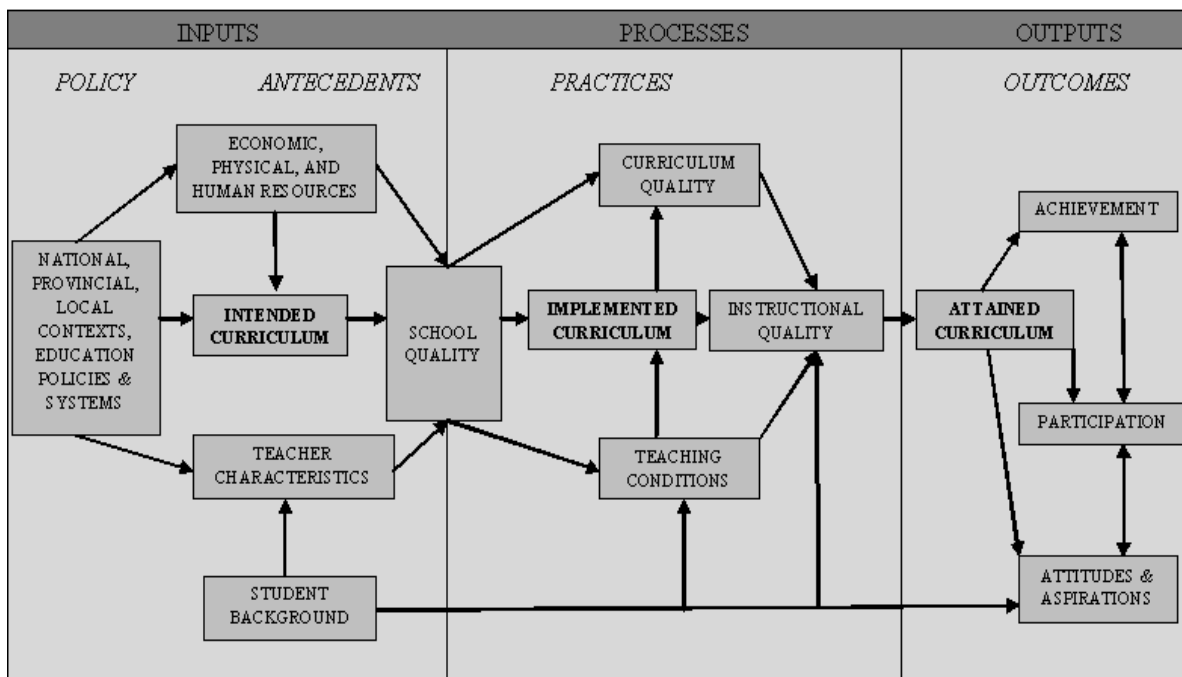 INPUTS
PROCESSES
OUTPUTS
POLICY
ANTECEDENTS
PRACTICES
OUTCOMES
ECONOMIC,
PHYSICAL, AND
HUMAN RESOURCES
CURRICULUM
QUALITY
ACHIEVEMENT
NATIONAL,
PROVINCIAL,
LOCAL
CONTEXTS,
EDUCATION
POLICIES &
SYSTEMS
INTENDED
CURRICULUM
SCHOOL
QUALITY
IMPLEMENTED
CURRICULUM
INSTRUCTIONAL
QUALITY
ATTAINED
CURRICULUM
PARTICIPATION
TEACHER
CHARACTERISTICS
TEACHING
CONDITIONS
STUDENT
BACKGROUND
ATTITUDES &
ASPIRATIONS